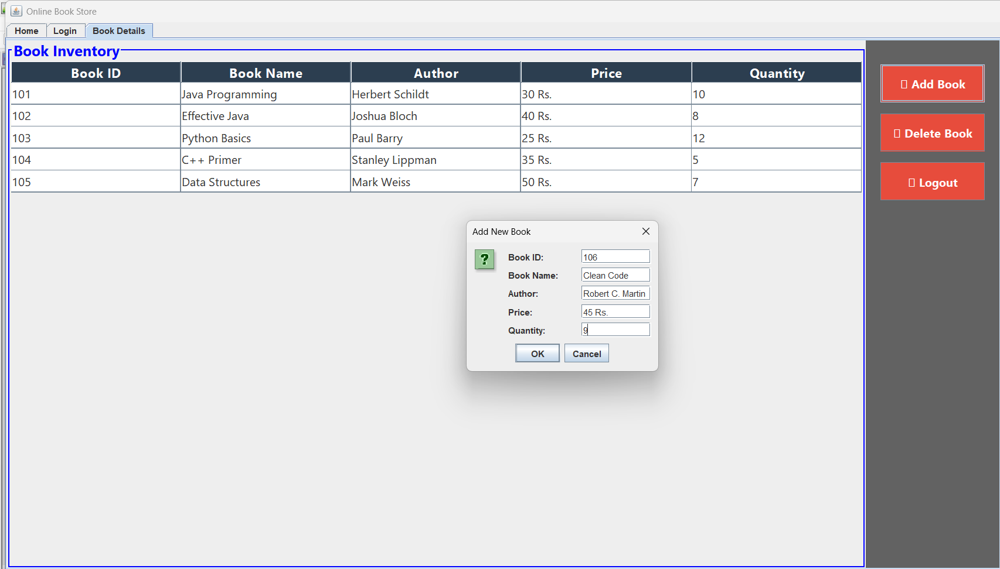 Online Book Store
Home Login Book Details
Book Inventory
Book ID Book Name Author Price Quantity
101 Java Programming Herbert Schildt 30 Rs. 10
102 Effective Java Joshua Bloch 40 Rs. 8
103 Python Basics Paul Barry 25 Rs. 12
104 C++ Primer Stanley Lippman 35 Rs. 5
105 Data Structures Mark Weiss 50 Rs. 7
Add Book
Delete Book
Logout
Add New Book
Book ID: 106
Book Name: Clean Code
Author: Robert C. Martin
Price: 45 Rs.
Quantity: 9
OK Cancel